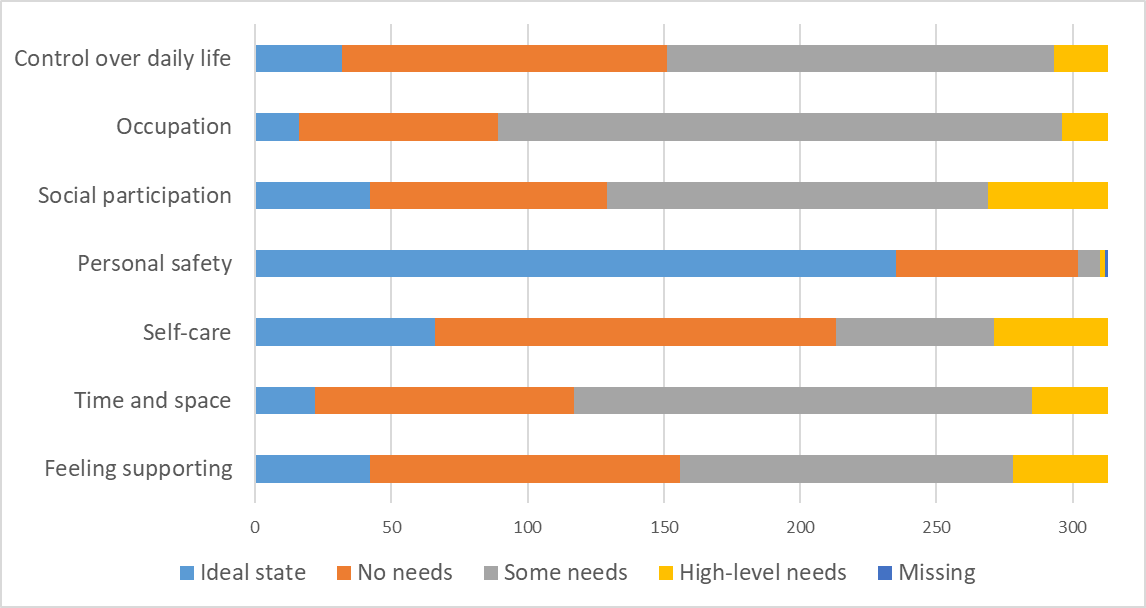 Control over daily life
Occupation
Social participation
Personal safety
Self-care
Time and space
Feeling supporting
0 50 100 150 200 250 300
Ideal state No needs Some needs High-level needs Missing